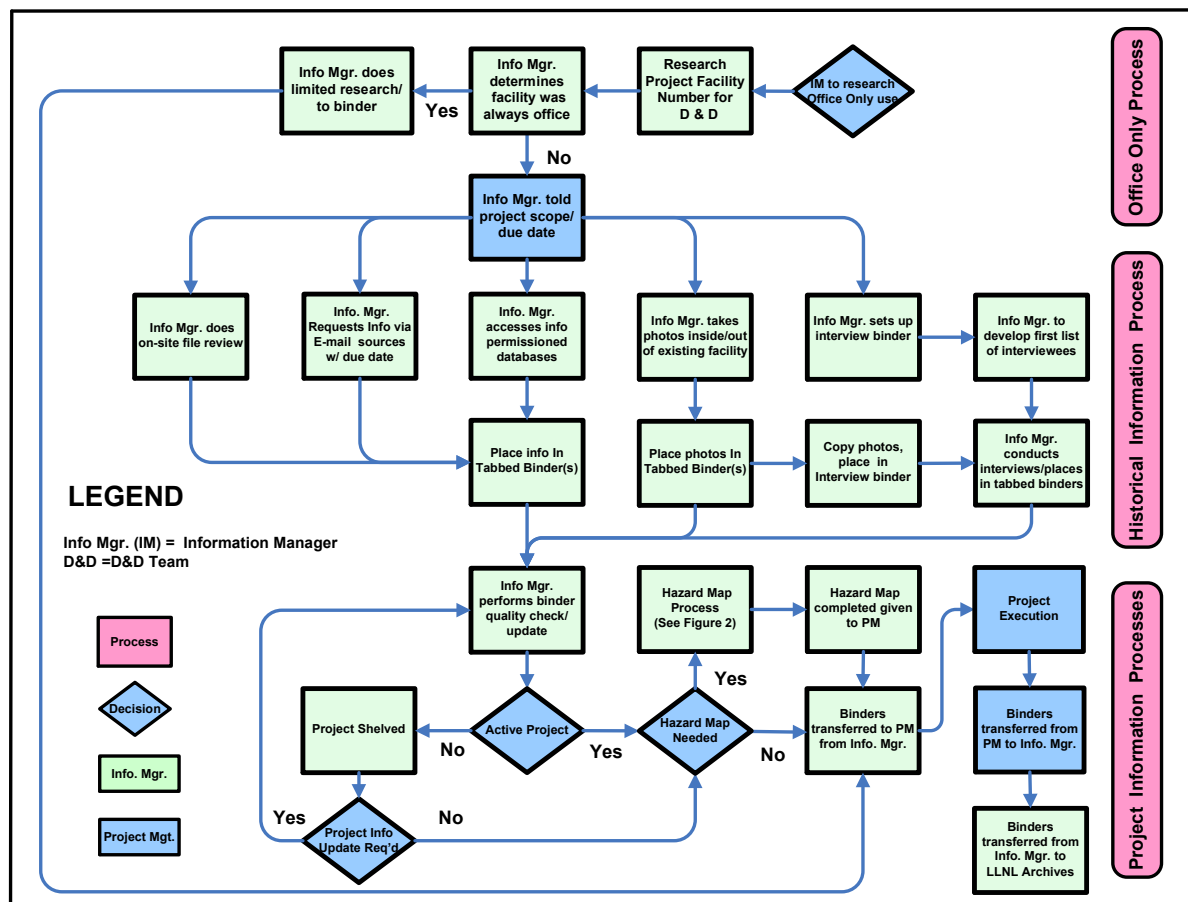 Info Mgr. does
limited research/
to binder
Yes
Info Mgr.
determines
facility was
always office
Research
Project Facility
Number for
D & D
IM to research
Office Only use
Office Only Process
No
Info Mgr. told
project scope/
due date
Info Mgr. does
on-site file review
Info. Mgr.
Requests Info via
E-mail sources
w/ due date
Info. Mgr.
accesses info
permissioned
databases
Info Mgr. takes
photos inside/out
of existing facility
Info Mgr. sets up
interview binder
Info Mgr. to
develop first list
of interviewees
Historical Information Process
Place info In
Tabbed Binder(s)
Place photos In
Tabbed Binder(s)
Copy photos,
place in
Interview binder
Info Mgr.
conducts
interviews/places
in tabbed binders
LEGEND
Info Mgr. (IM) = Information Manager
D&D =D&D Team
Process
Decision
Info. Mgr.
Project Mgt.
Info Mgr.
performs binder
quality check/
update
Hazard Map
Process
(See Figure 2)
Hazard Map
completed given
to PM
Project
Execution
Project Information Processes
Yes
Project Shelved
No
Active Project
Yes
Hazard Map
Needed
No
Binders
transferred to PM
from Info. Mgr.
Binders
transferred from
PM to Info. Mgr.
Yes
Project Info
Update Req'd
No
Binders
transferred from
Info. Mgr. to
LLNL Archives